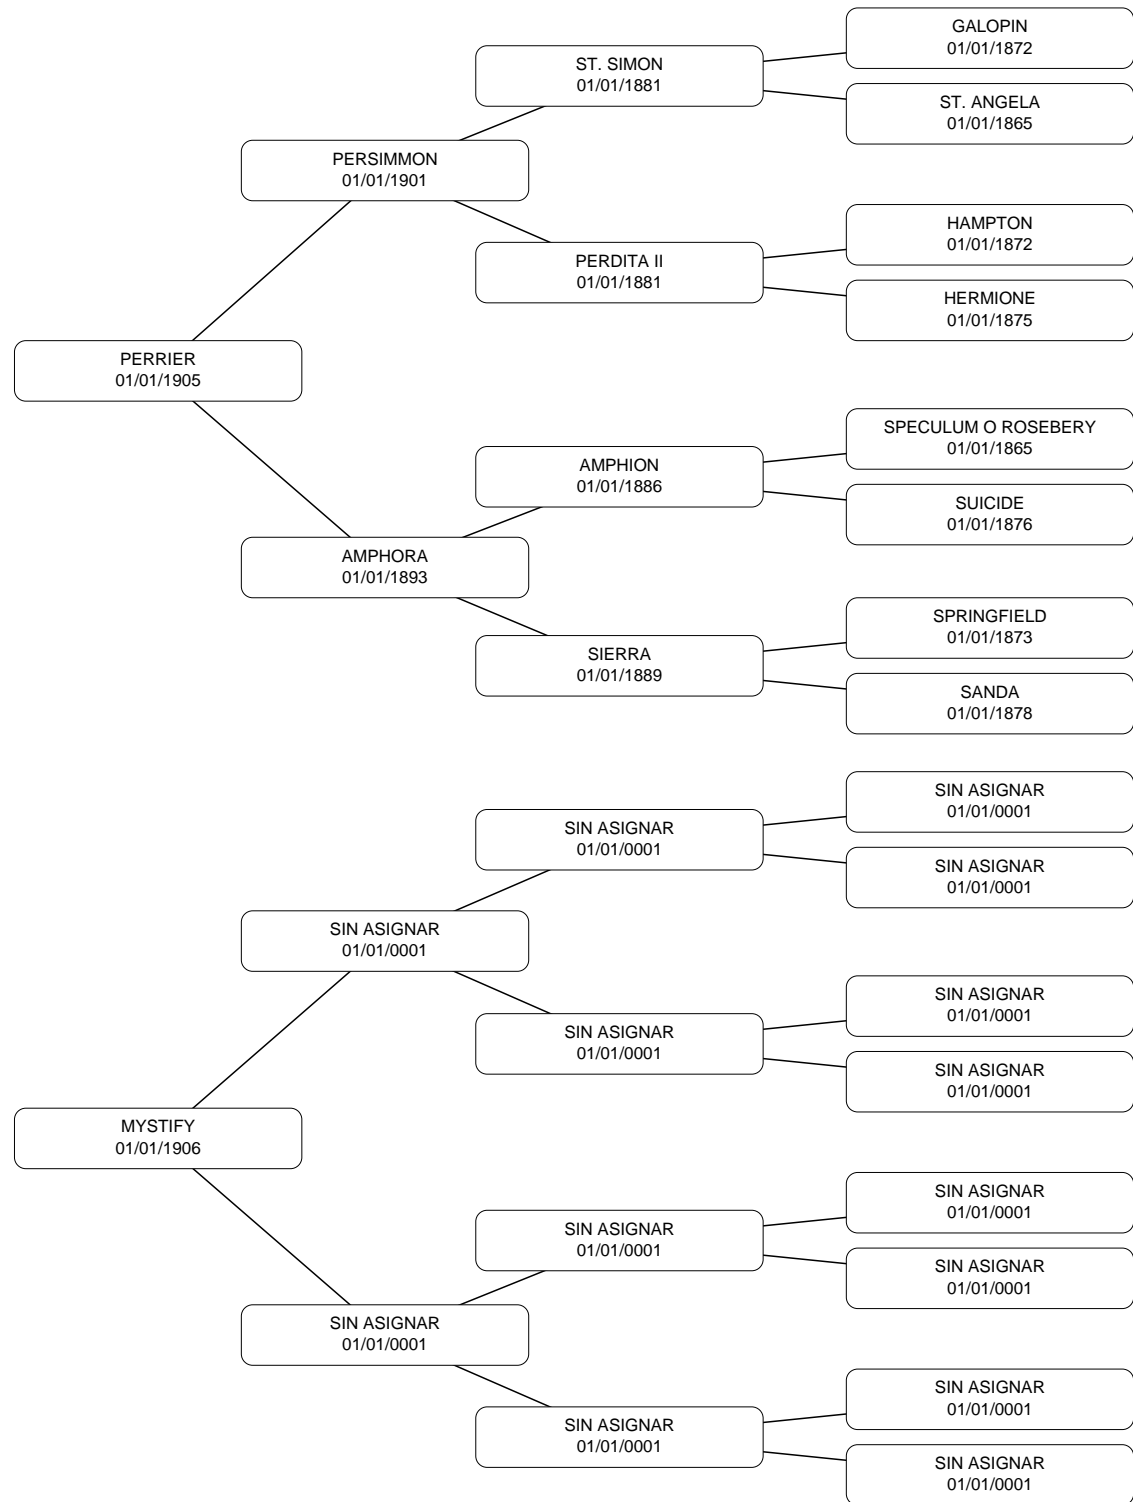 GALOPIN
01/01/1872
ST. SIMON
01/01/1881
ST. ANGELA
01/01/1865
PERSIMMON
01/01/1901
HAMPTON
01/01/1872
PERDITA II
01/01/1881
HERMIONE
01/01/1875
PERRIER
01/01/1905
SPECULUM O ROSEBERY
01/01/1865
AMPHION
01/01/1886
SUICIDE
01/01/1876
AMPHORA
01/01/1893
SPRINGFIELD
01/01/1873
SIERRA
01/01/1889
SANDA
01/01/1878
SIN ASIGNAR
01/01/0001
SIN ASIGNAR
01/01/0001
SIN ASIGNAR
01/01/0001
SIN ASIGNAR
01/01/0001
SIN ASIGNAR
01/01/0001
SIN ASIGNAR
01/01/0001
SIN ASIGNAR
01/01/0001
MYSTIFY
01/01/1906
SIN ASIGNAR
01/01/0001
SIN ASIGNAR
01/01/0001
SIN ASIGNAR
01/01/0001
SIN ASIGNAR
01/01/0001
SIN ASIGNAR
01/01/0001
SIN ASIGNAR
01/01/0001
SIN ASIGNAR
01/01/0001